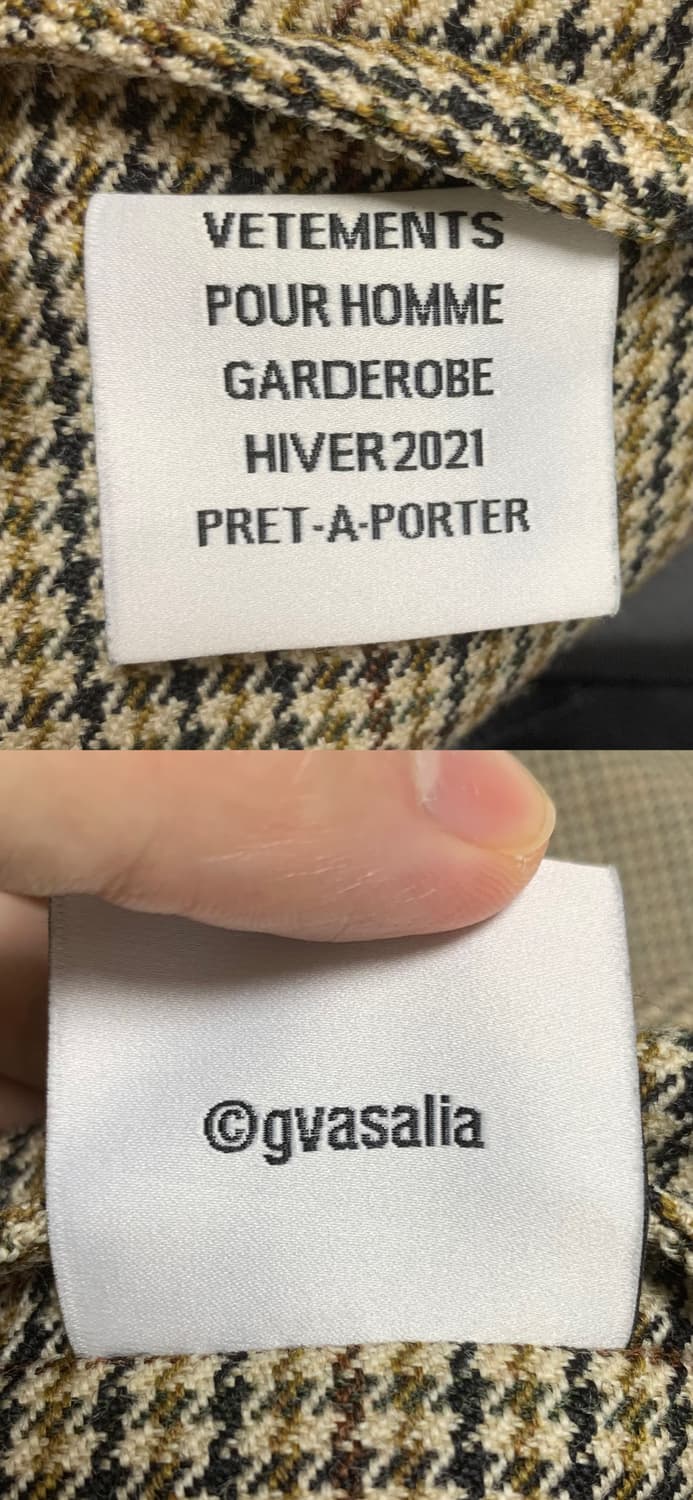 VETEMENTS
POUR HOMME
GARDEROBE
HIVER 2021
PRET-A-PORTER
©gvasalia